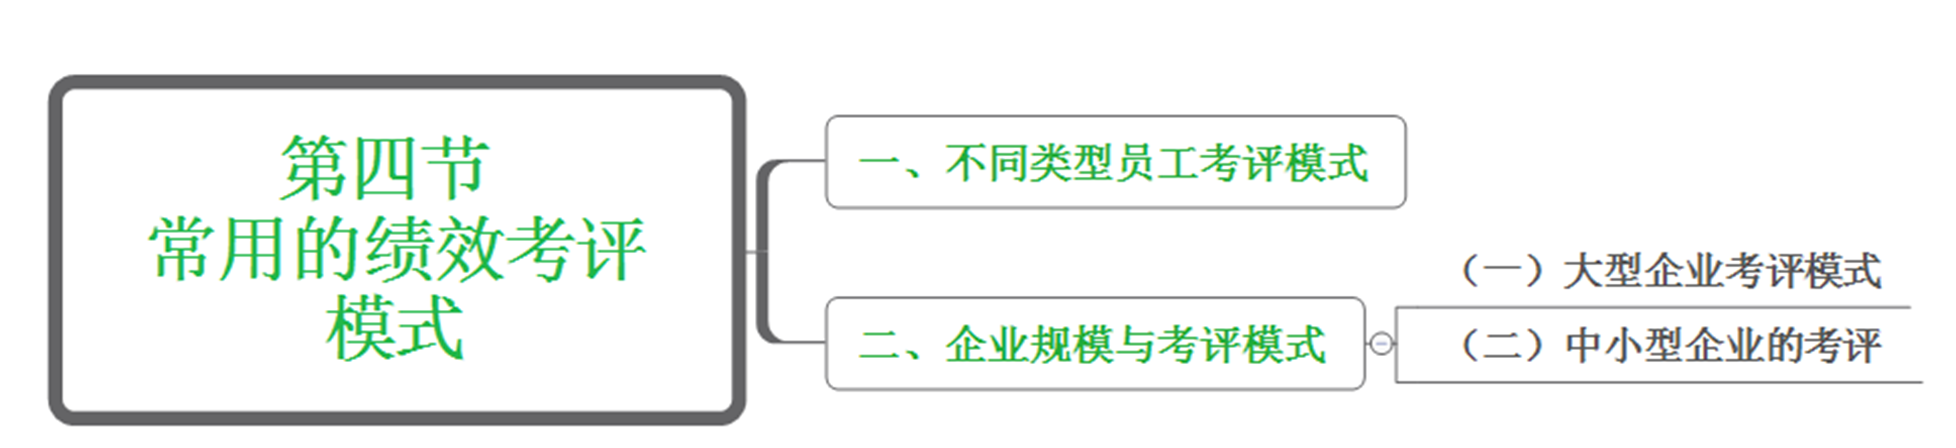 第四节
常用的绩效考评
模式
一、不同类型员工考评模式
二、企业规模与考评模式
（一）大型企业考评模式
（二）中小型企业的考评